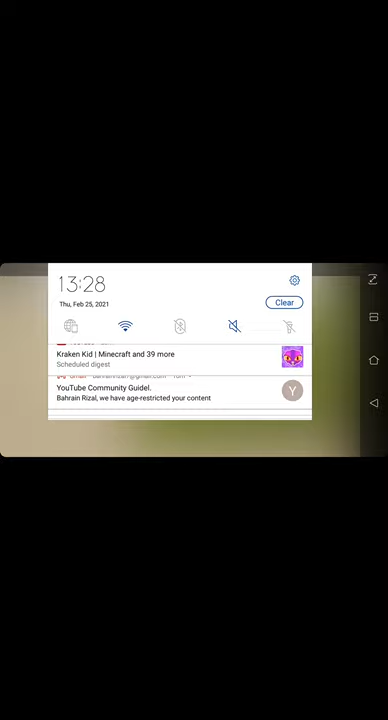 13:28
Thu, Feb 25, 2021
Clear
Kraken Kid | Minecraft and 39 more
Scheduled digest
YouTube Community Guidel.
Y
Bahrain Rizal, we have age-restricted your content